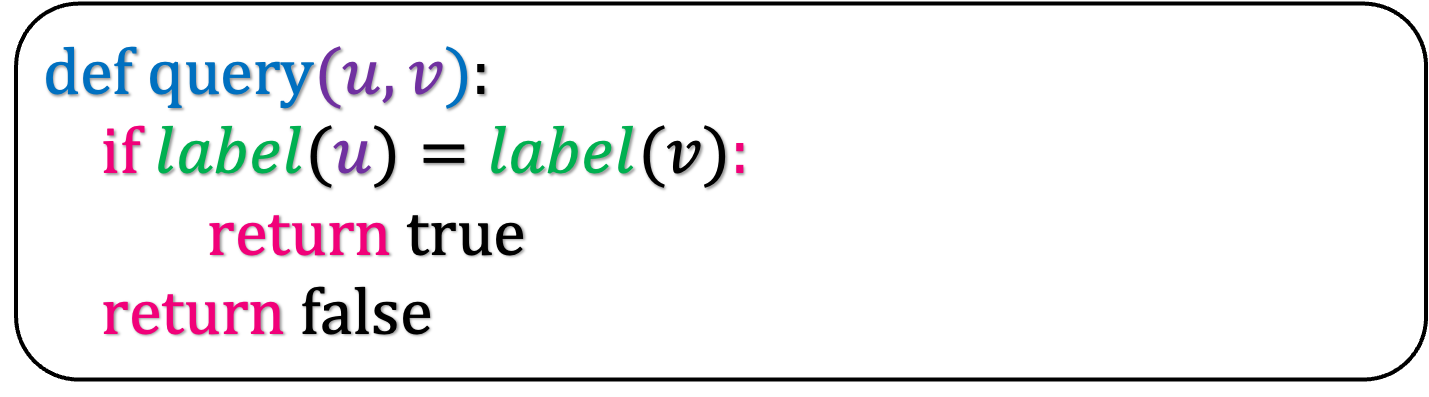 def query(u, v):
if label(u) = label(v):
return true
return false